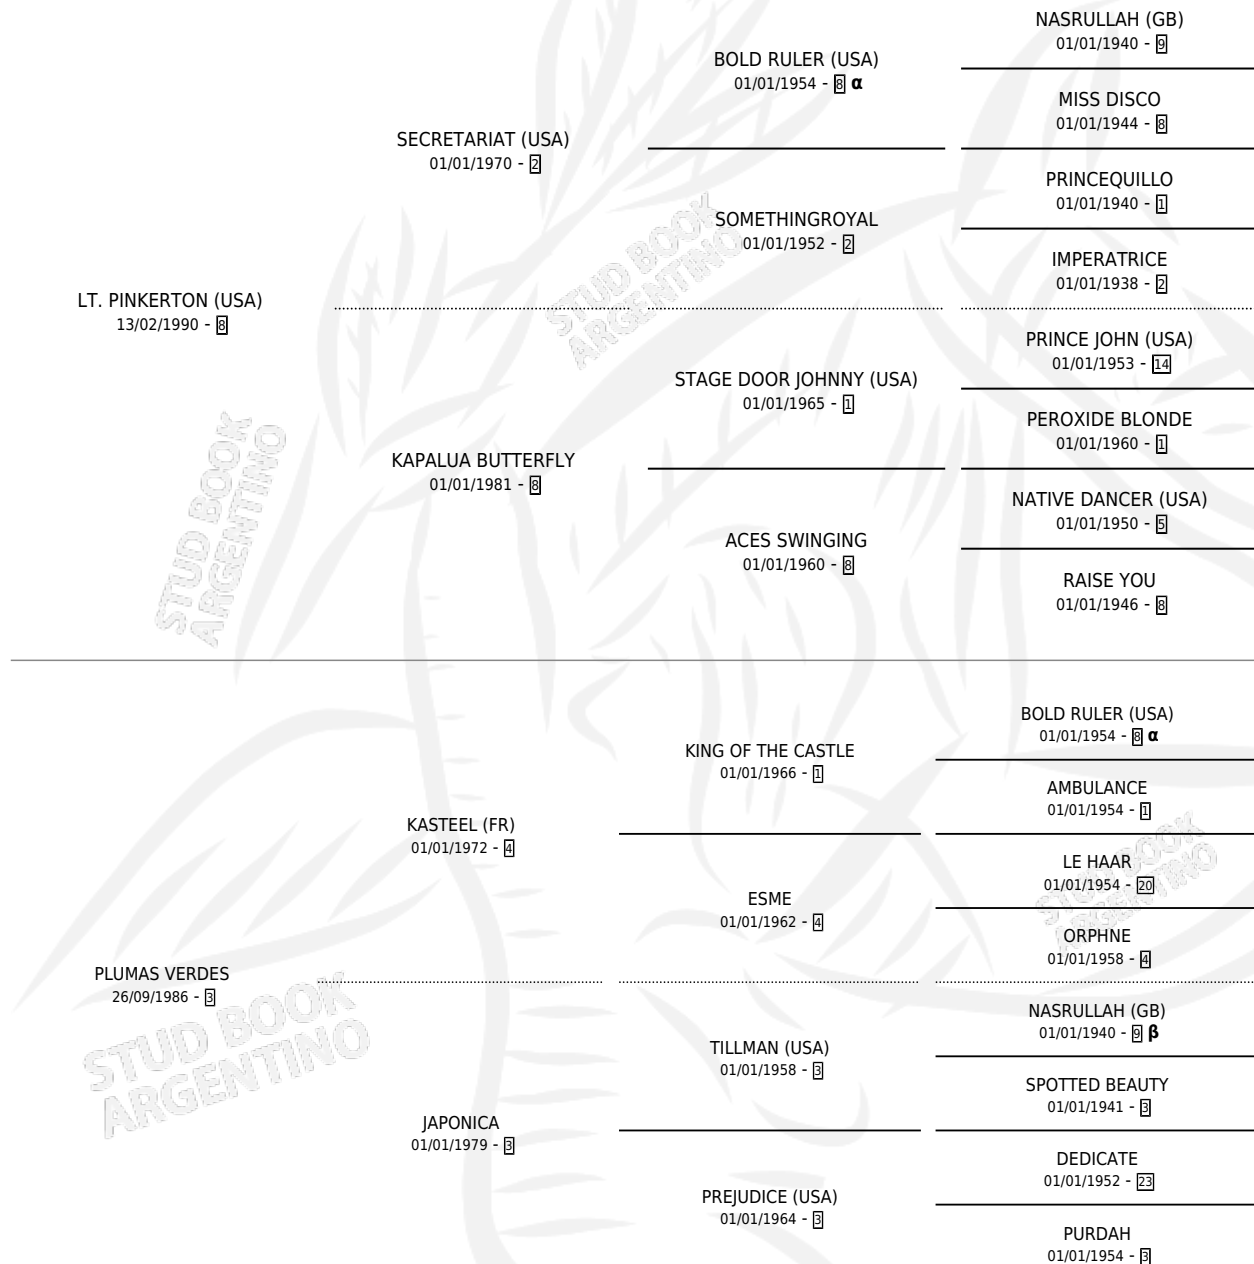 NASRULLAH (GB)
01/01/1940 - 9
BOLD RULER (USA)
01/01/1954 - 8 α
MISS DISCO
01/01/1944 - 8
SECRETARIAT (USA)
01/01/1970 - 2
PRINCEQUILLO
01/01/1940 - 1
SOMETHINGROYAL
01/01/1952 - 2
IMPERATRICE
01/01/1938 - 2
LT. PINKERTON (USA)
13/02/1990 - 8
PRINCE JOHN (USA)
01/01/1953 - 14
STAGE DOOR JOHNNY (USA)
01/01/1965 - 1
PEROXIDE BLONDE
01/01/1960 - 1
KAPALUA BUTTERFLY
01/01/1981 - 8
NATIVE DANCER (USA)
01/01/1950 - 5
ACES SWINGING
01/01/1960 - 8
RAISE YOU
01/01/1946 - 8
BOLD RULER (USA)
01/01/1954 - 8 α
KING OF THE CASTLE
01/01/1966 - 1
AMBULANCE
01/01/1954 - 1
KASTEEL (FR)
01/01/1972 - 4
LE HAAR
01/01/1954 - 20
ESME
01/01/1962 - 4
ORPHNE
01/01/1958 - 4
PLUMAS VERDES
26/09/1986 - 3
NASRULLAH (GB)
01/01/1940 - 9 β
TILLMAN (USA)
01/01/1958 - 3
SPOTTED BEAUTY
01/01/1941 - 3
JAPONICA
01/01/1979 - 3
DEDICATE
01/01/1952 - 23
PREJUDICE (USA)
01/01/1964 - 3
PURDAH
01/01/1954 - 3
STUD BOOK
ARGENTINO
STUD BOOK
ARGENTINO
STUD BOOK
ARGENTINO
STUD BOOK
ARGENTINO